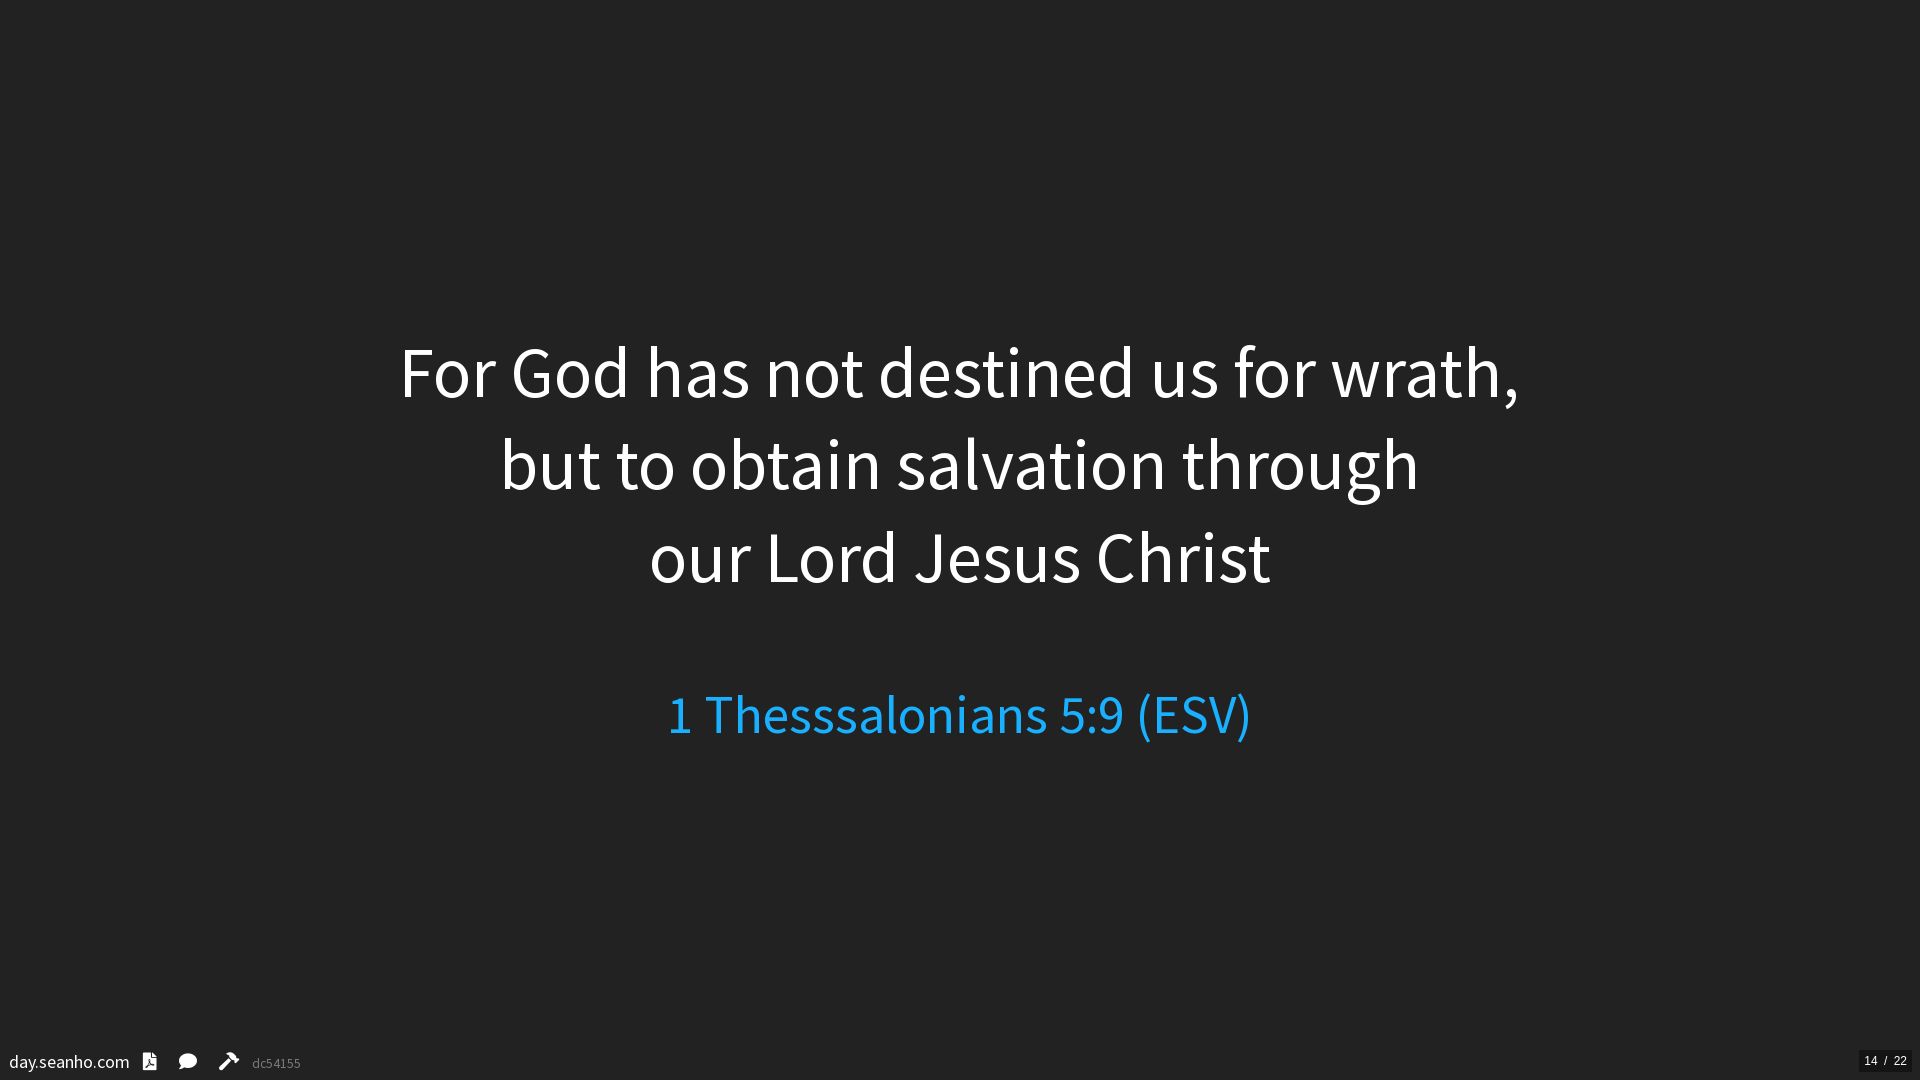 For God has not destined us for wrath,
but to obtain salvation through
our Lord Jesus Christ
1 Thesssalonians 5:9 (ESV)
day.seanho.com dc54155
14 / 22